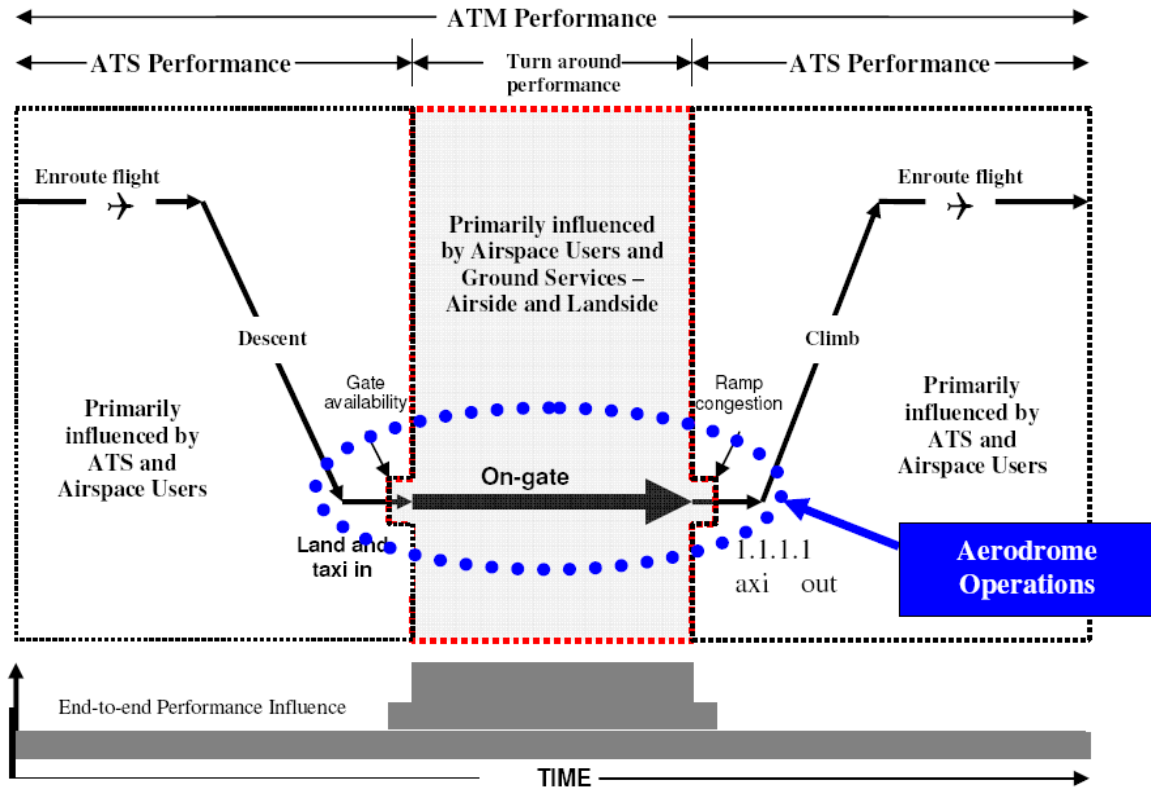 ATM Performance
ATS Performance
Turn around
performance
ATS Performance
Enroute flight
Enroute flight
Primarily influenced
by Airspace Users and
Ground Services –
Airside and Landside
Descent
Climb
Gate
availability
Ramp
congestion
Primarily
influenced by
ATS and
Airspace Users
Primarily
influenced by
ATS and
Airspace Users
On-gate
Land and
taxi in
1.1.1.1
axi out
Aerodrome
Operations
End-to-end Performance Influence
TIME